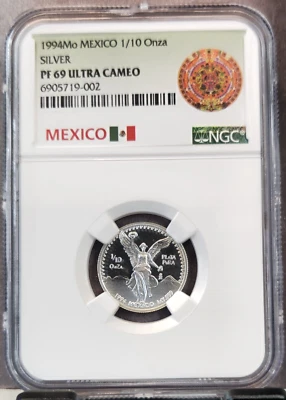 1994Mo MEXICO 1/10 Onza
SILVER
PF 69 ULTRA CAMEO
6905719-002
MEXICO
NGC
1/10
ONZA
PLATA
PURA